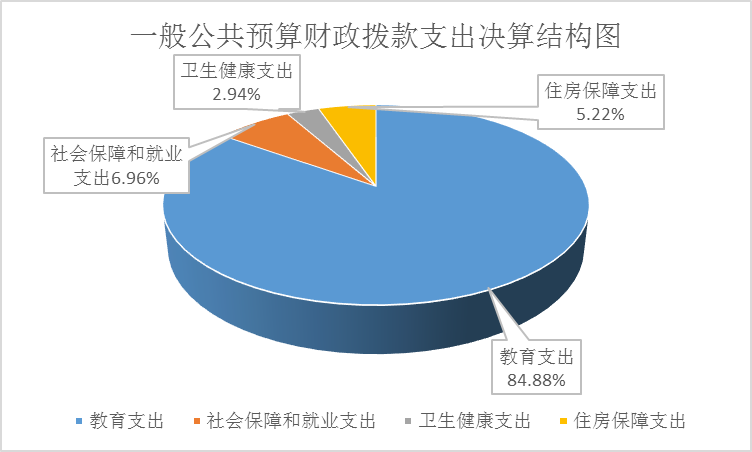 一般公共预算财政拨款支出决算结构图
卫生健康支出
2.94%
住房保障支出
5.22%
社会保障和就业
支出6.96%
教育支出
84.88%
教育支出 社会保障和就业支出 卫生健康支出 住房保障支出